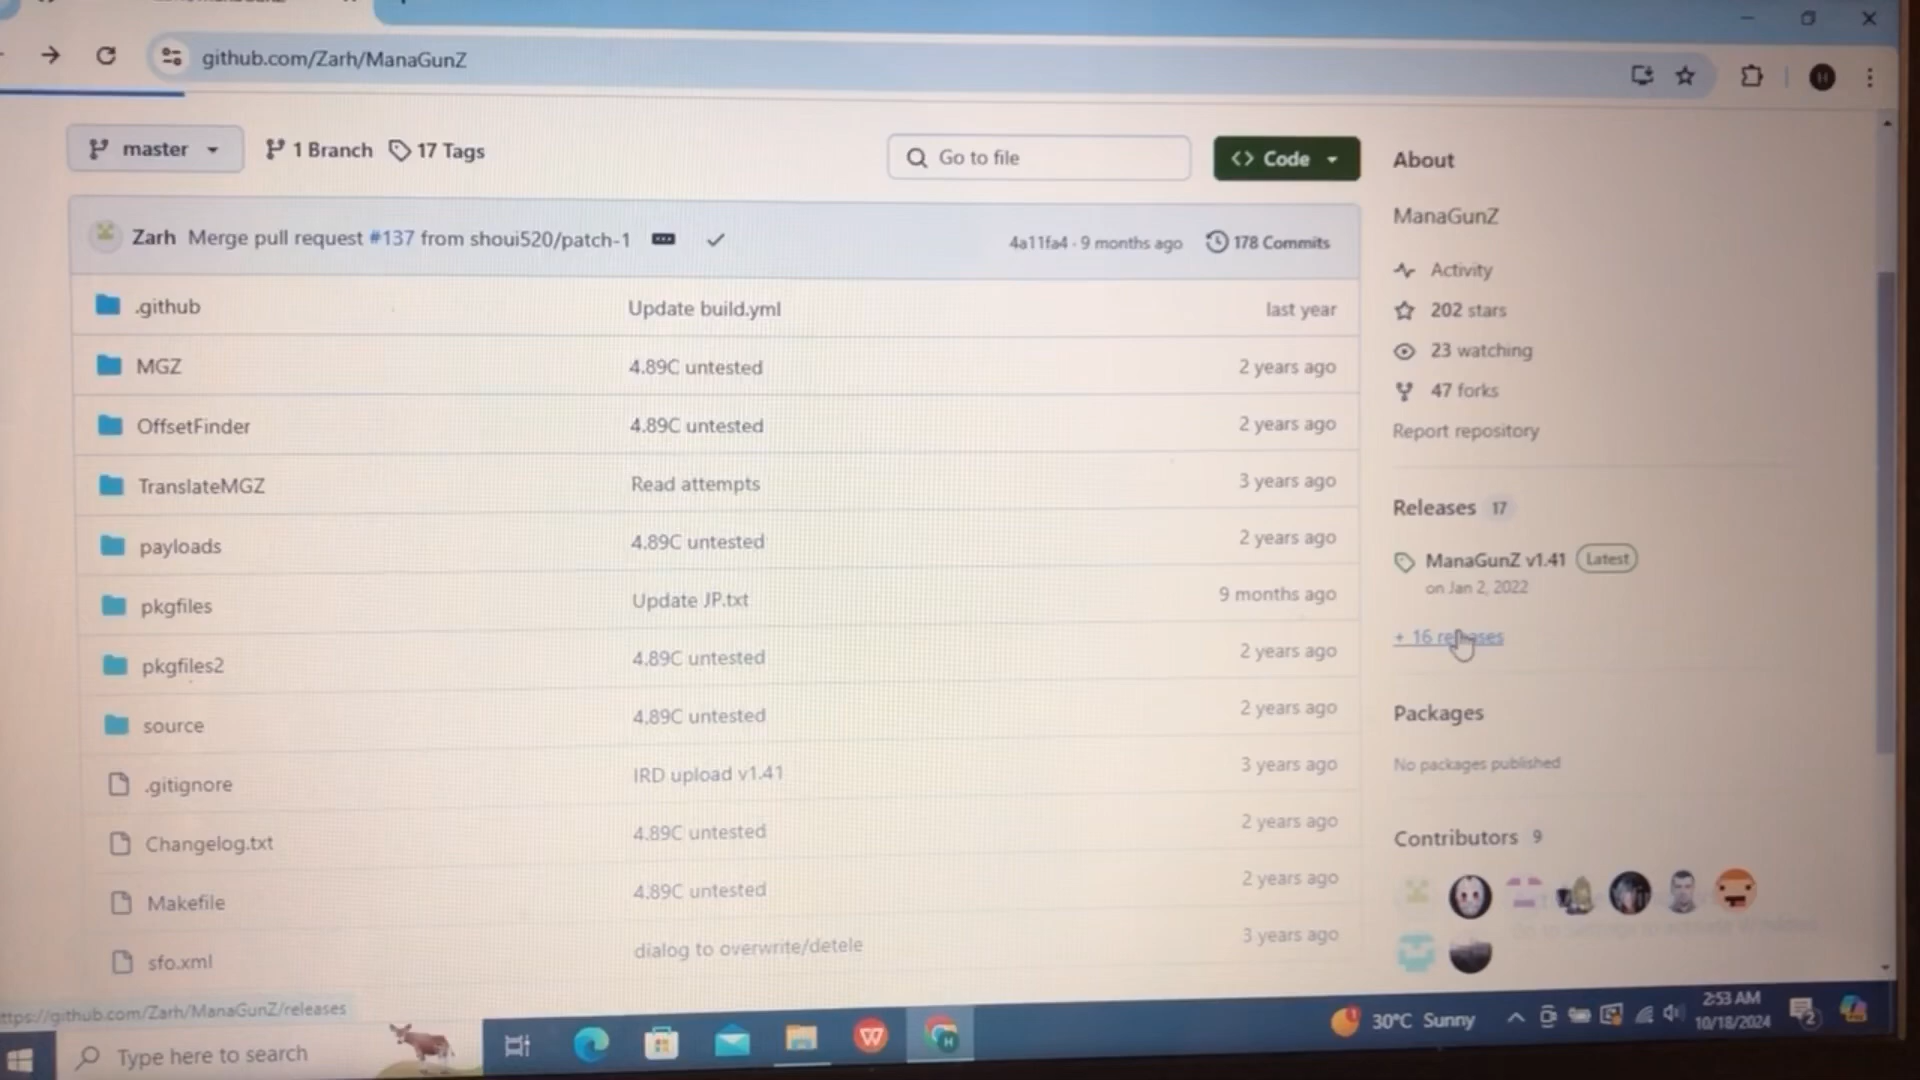 github.com/Zarh/ManaGunZ
master
1 Branch
17 Tags
Go to file
<> Code
Zarh Merge pull request #137 from shoui520/patch-1
4a11fa4 · 9 months ago
178 Commits
.github
Update build.yml
last year
MGZ
4.89C untested
2 years ago
OffsetFinder
4.89C untested
2 years ago
TranslateMGZ
Read attempts
3 years ago
payloads
4.89C untested
2 years ago
pkgfiles
Update JP.txt
9 months ago
pkgfiles2
4.89C untested
2 years ago
source
4.89C untested
2 years ago
.gitignore
IRD upload v1.41
3 years ago
Changelog.txt
4.89C untested
2 years ago
Makefile
4.89C untested
2 years ago
sfo.xml
dialog to overwrite/detele
3 years ago
About
ManaGunZ
Activity
202 stars
23 watching
47 forks
Report repository
Releases 17
ManaGunZ v1.41 Latest
on Jan 2, 2022
+ 16 releases
Packages
No packages published
Contributors 9
ttps://github.com/Zarh/ManaGunZ/releases
Type here to search
30°C Sunny
2:53 AM
10/18/2024
2